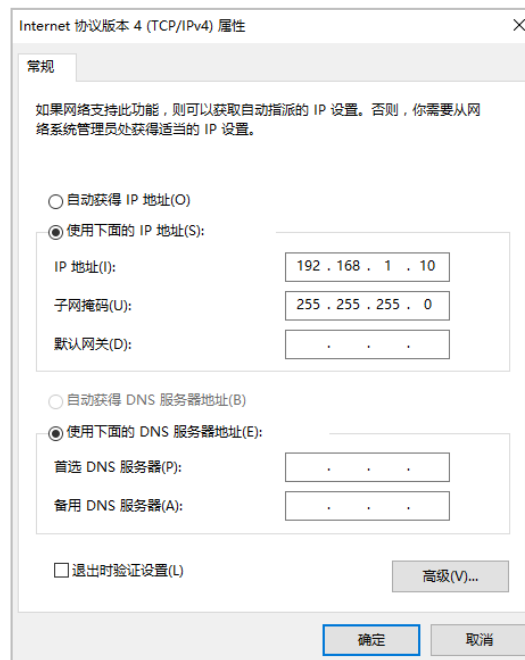 Internet 协议版本 4 (TCP/IPv4) 属性
常规
如果网络支持此功能，则可以获取自动指派的 IP 设置。否则，你需要从网
络系统管理员处获得适当的 IP 设置。
自动获得 IP 地址(O)
使用下面的 IP 地址(S):
IP 地址(I):
192 . 168 . 1 . 10
子网掩码(U):
255 . 255 . 255 . 0
默认网关(D):
. . .
自动获得 DNS 服务器地址(B)
使用下面的 DNS 服务器地址(E):
首选 DNS 服务器(P):
. . .
备用 DNS 服务器(A):
. . .
退出时验证设置(L)
高级(V)...
确定
取消